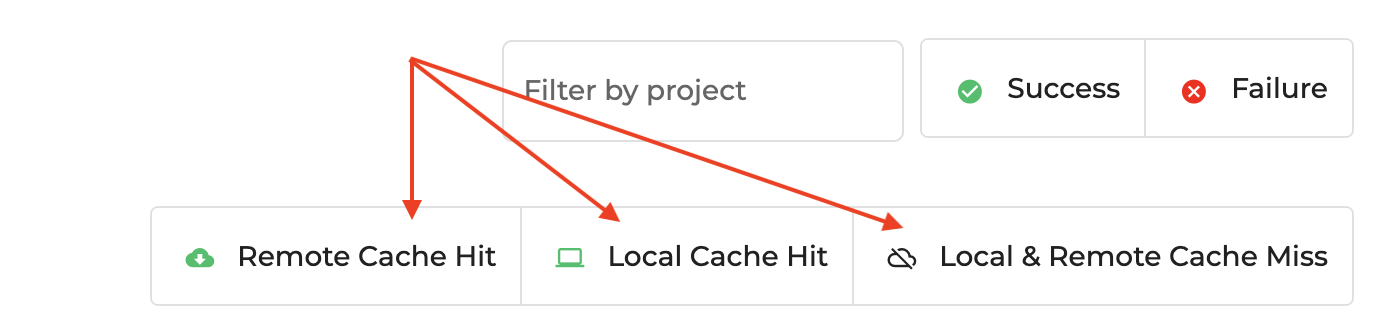 Filter by project
Success
Failure
Remote Cache Hit
Local Cache Hit
Local & Remote Cache Miss